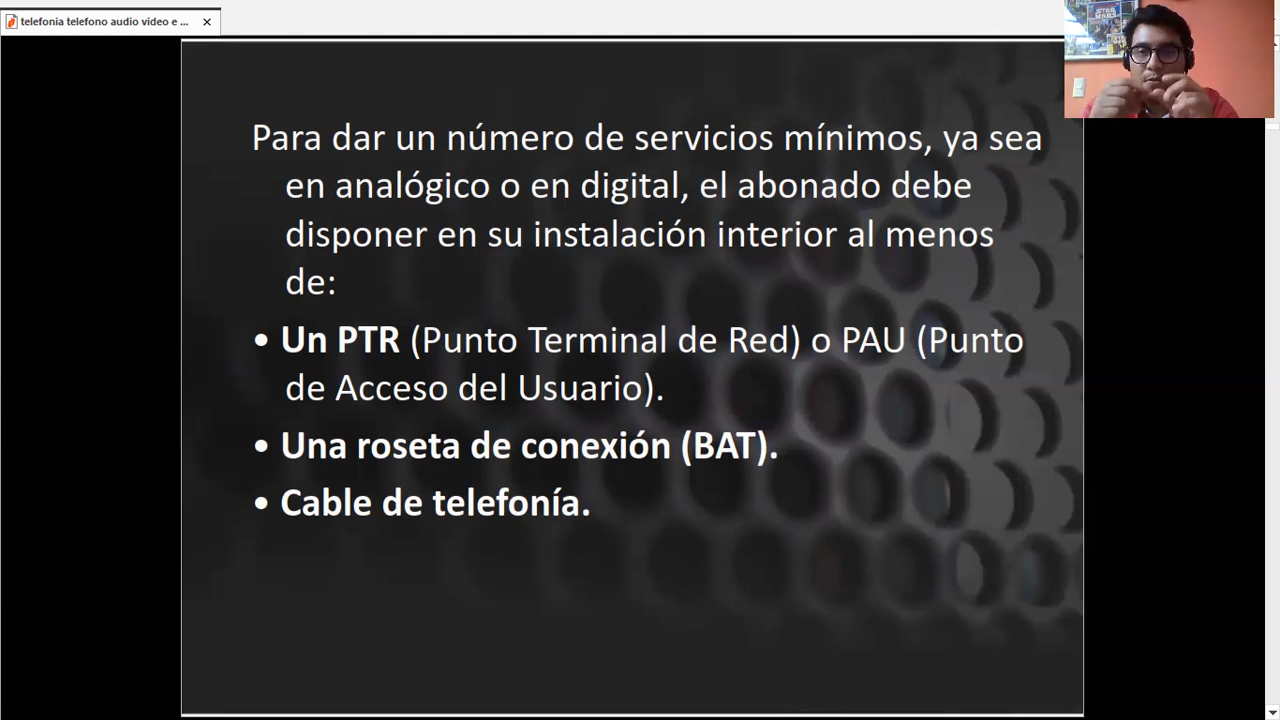 telefonia telefono audio video e ...
STAR
WARS
Para dar un número de servicios mínimos, ya sea
en analógico o en digital, el abonado debe
disponer en su instalación interior al menos
de:
• Un PTR (Punto Terminal de Red) o PAU (Punto
de Acceso del Usuario).
• Una roseta de conexión (BAT).
• Cable de telefonía.